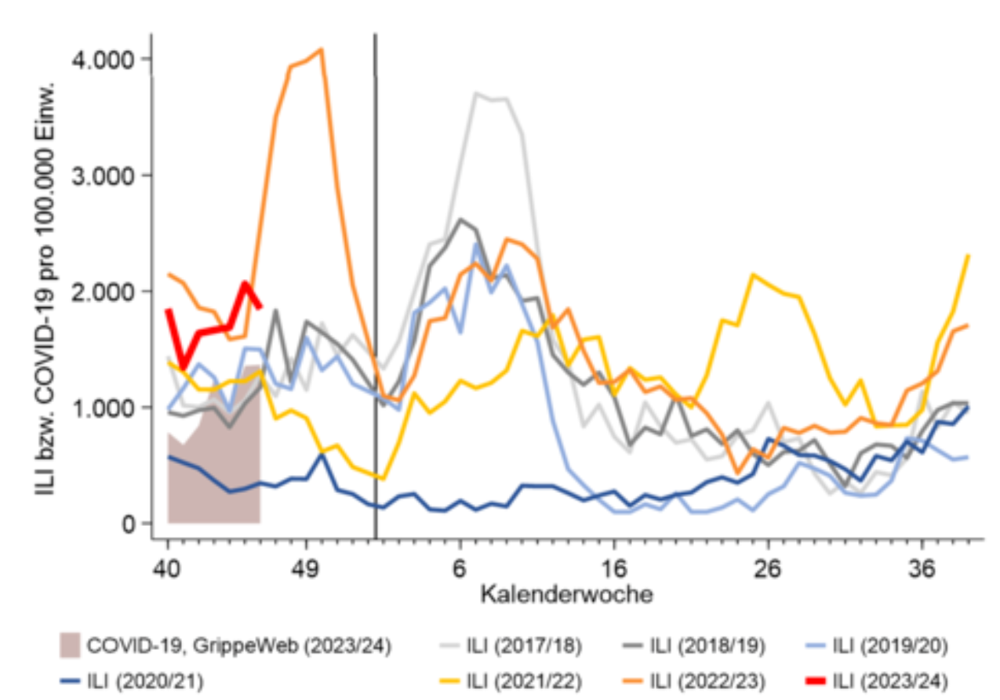 ILI bzw. COVID-19 pro 100.000 Einw.
4.000
3.000
2.000
1.000
0
40 49 6 16 26 36
Kalenderwoche
COVID-19, GrippeWeb (2023/24) ILI (2017/18) ILI (2018/19) ILI (2019/20)
ILI (2020/21) ILI (2021/22) ILI (2022/23) ILI (2023/24)